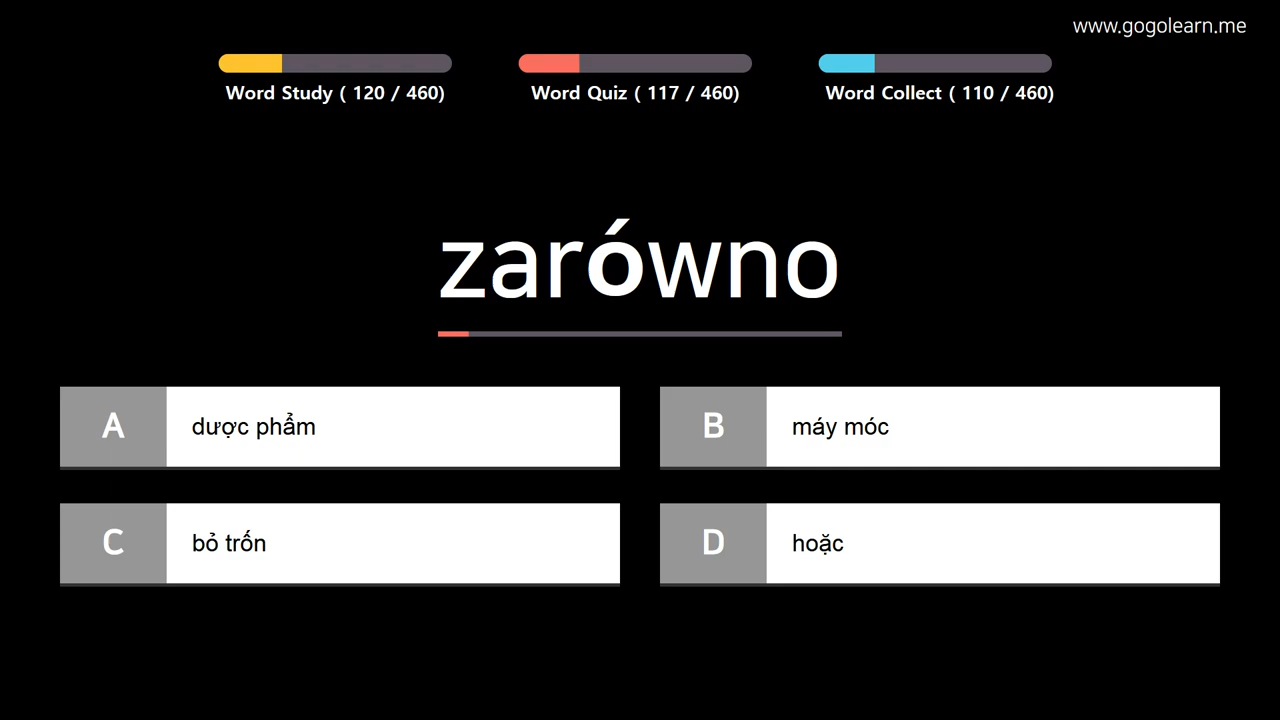 www.gogolearn.me
Word Study ( 120 / 460)
Word Quiz ( 117 / 460)
Word Collect ( 110 / 460)
zarówno
A
dược phẩm
B
máy móc
C
bỏ trốn
D
hoặc